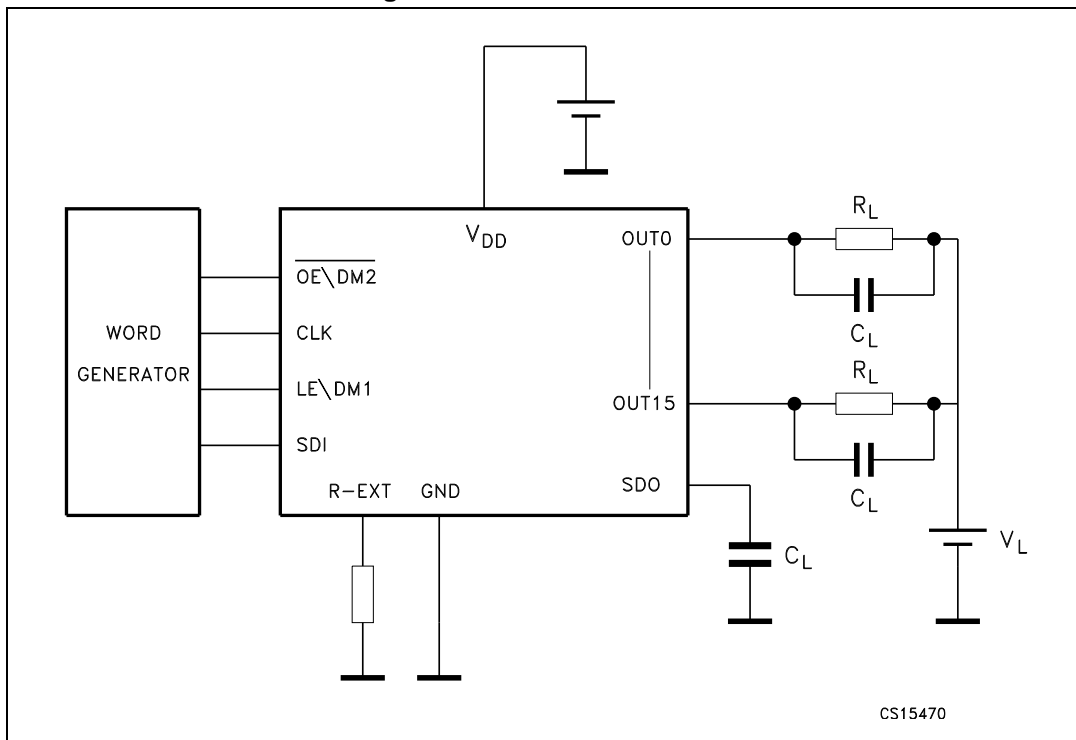 V_DD
OUT0
R_L
OE\DM2
WORD
GENERATOR
CLK
C_L
LE\DM1
R_L
OUT15
SDI
SDO
C_L
R-EXT
GND
C_L
V_L
CS15470